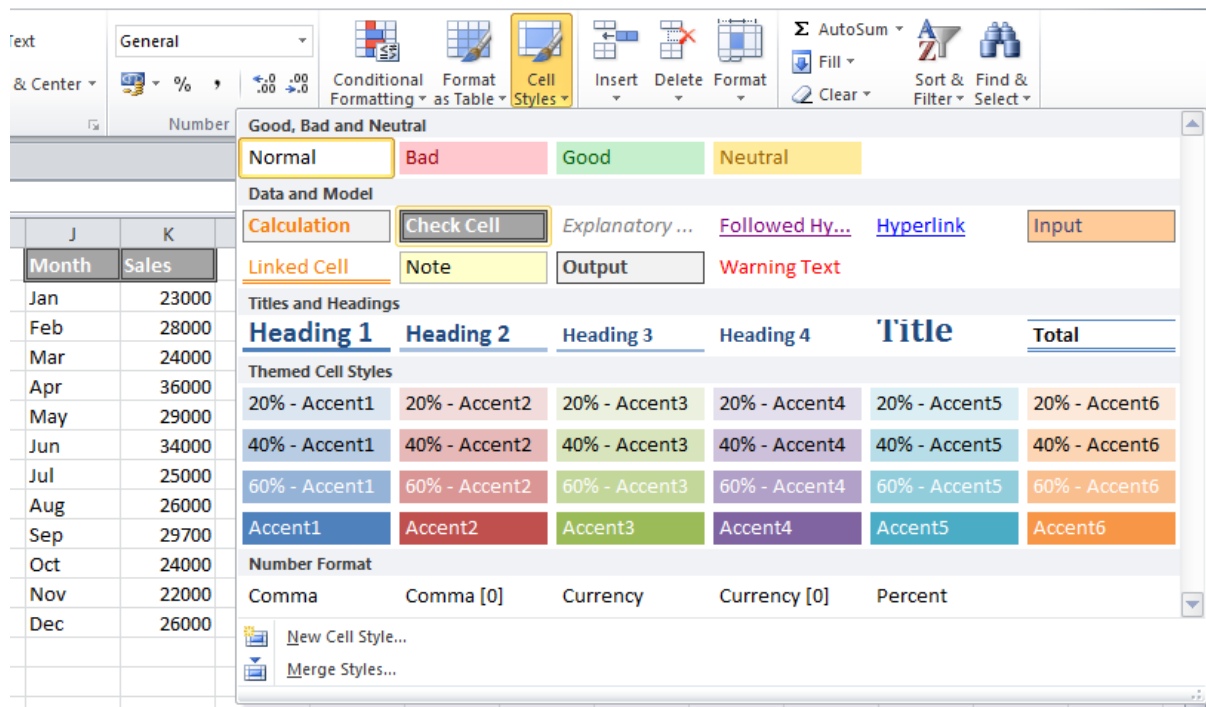 Text General Σ AutoSum
Fill
& Center % , .0 .00 .00 .0 Conditional Format Cell Insert Delete Format Sort & Find &
Formatting as Table Styles Clear Filter Select
Number
Good, Bad and Neutral
Normal Bad Good Neutral
Data and Model
Calculation Check Cell Explanatory ... Followed Hy... Hyperlink Input
Linked Cell Note Output Warning Text
Titles and Headings
Heading 1 Heading 2 Heading 3 Heading 4 Title Total
Themed Cell Styles
20% - Accent1 20% - Accent2 20% - Accent3 20% - Accent4 20% - Accent5 20% - Accent6
40% - Accent1 40% - Accent2 40% - Accent3 40% - Accent4 40% - Accent5 40% - Accent6
60% - Accent1 60% - Accent2 60% - Accent3 60% - Accent4 60% - Accent5 60% - Accent6
Accent1 Accent2 Accent3 Accent4 Accent5 Accent6
Number Format
Comma Comma [0] Currency Currency [0] Percent
New Cell Style...
Merge Styles...
J K
Month Sales
Jan 23000
Feb 28000
Mar 24000
Apr 36000
May 29000
Jun 34000
Jul 25000
Aug 26000
Sep 29700
Oct 24000
Nov 22000
Dec 26000